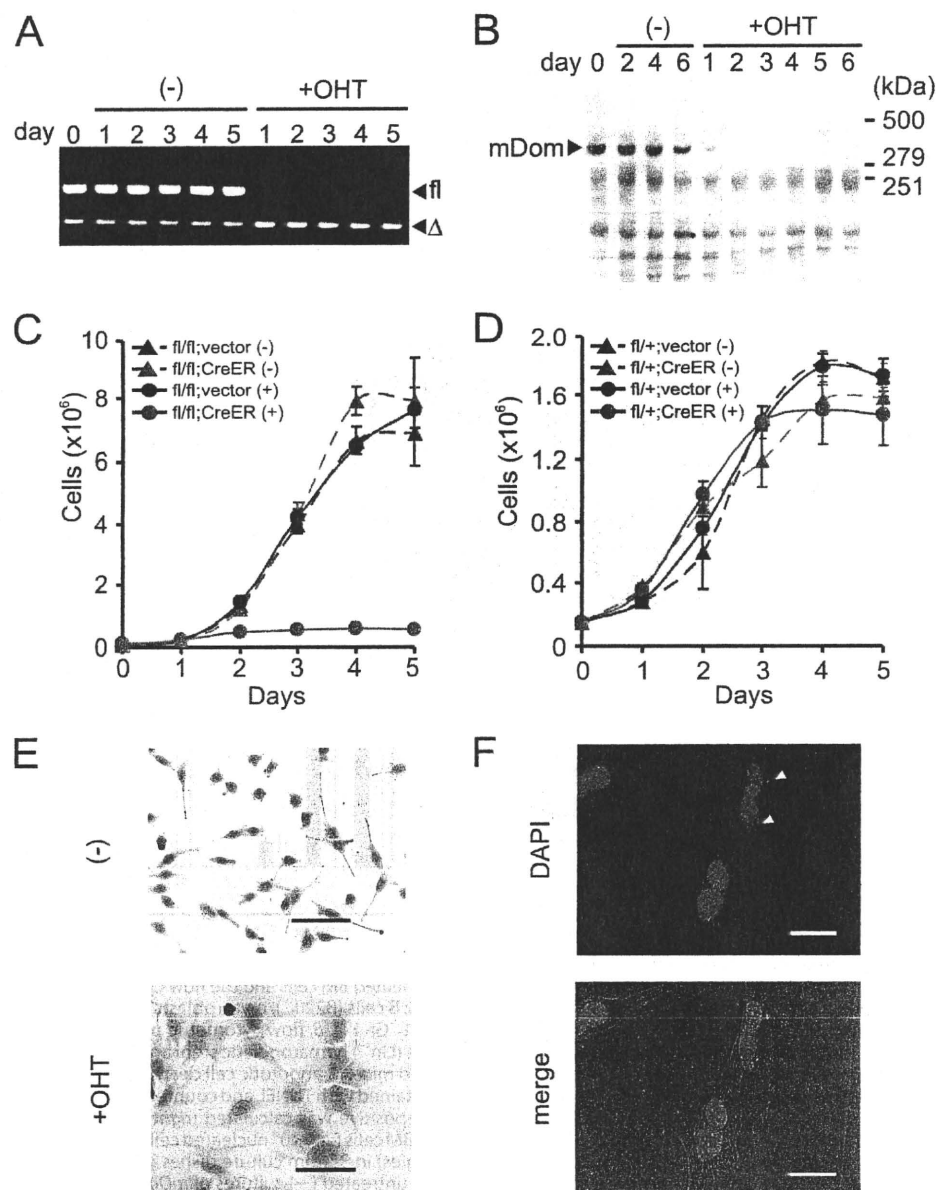 A
(-)
+OHT
day 0 1 2 3 4 5 1 2 3 4 5
fl
Δ
B
(-)
+OHT
day 0 2 4 6 1 2 3 4 5 6
(kDa)
mDom
500
279
251
C
fl/fl;vector (-)
fl/fl;CreER (-)
fl/fl;vector (+)
fl/fl;CreER (+)
Cells (x10⁶)
10
8
6
4
2
0
0 1 2 3 4 5
Days
D
fl/+;vector (-)
fl/+;CreER (-)
fl/+;vector (+)
fl/+;CreER (+)
Cells (x10⁶)
2.0
1.6
1.2
0.8
0.4
0
0 1 2 3 4 5
Days
E
(-)
+OHT
F
DAPI
merge